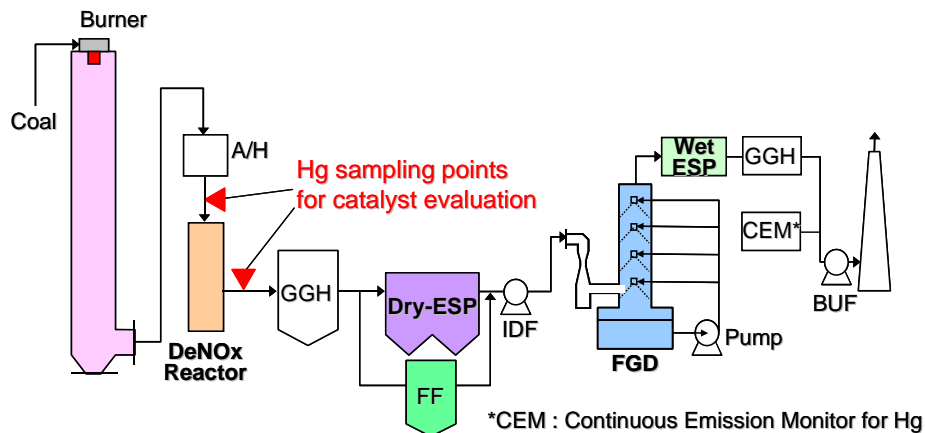 Burner
Coal
A/H
Hg sampling points
for catalyst evaluation
DeNOx
Reactor
GGH
Dry-ESP
FF
IDF
Wet
ESP
GGH
CEM*
BUF
Pump
FGD
*CEM : Continuous Emission Monitor for Hg